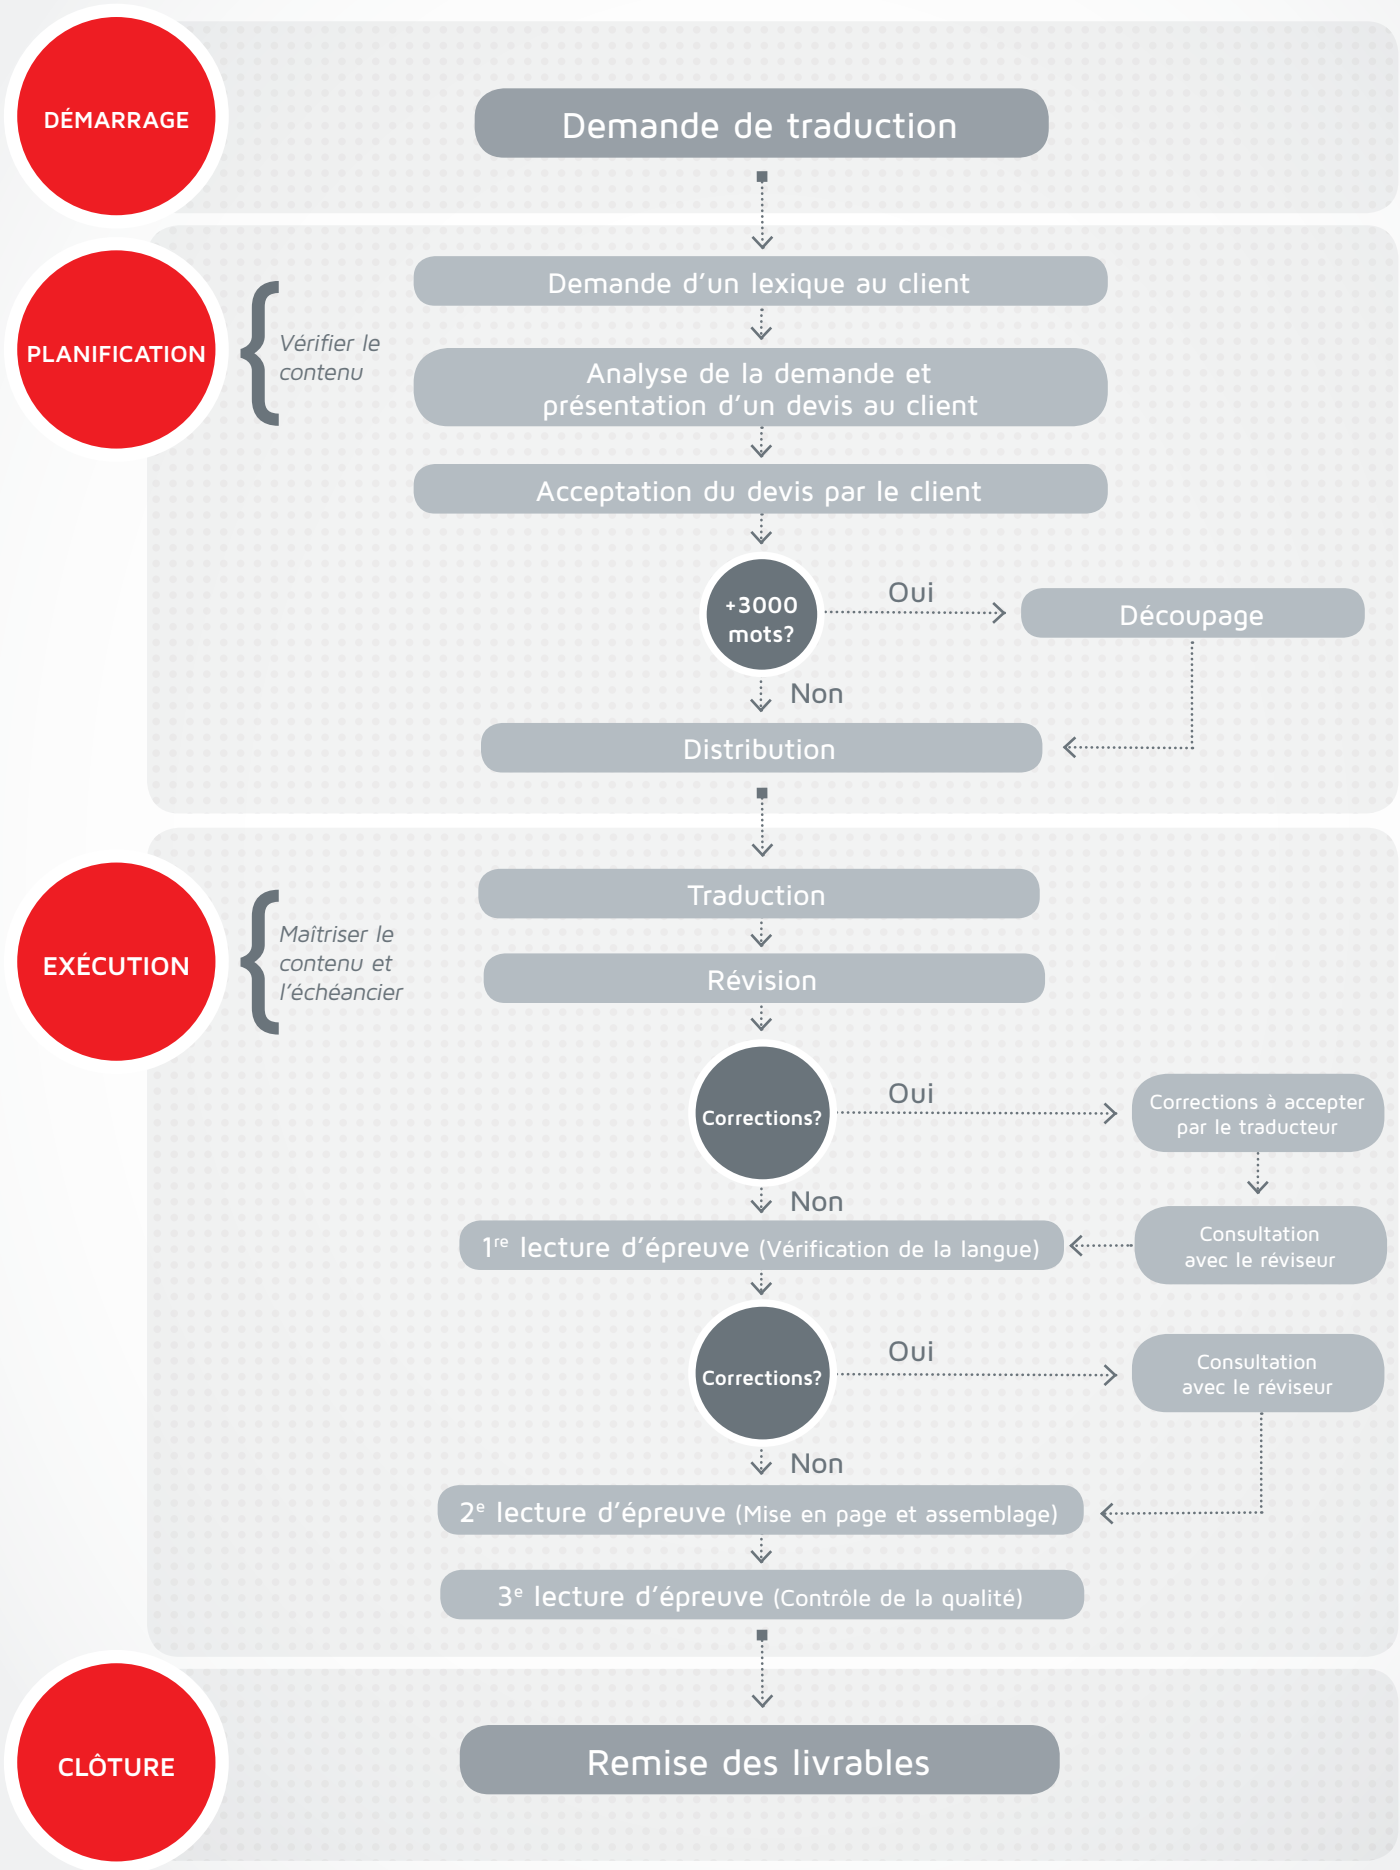 DÉMARRAGE
Demande de traduction
PLANIFICATION
Vérifier le
contenu
Demande d'un lexique au client
Analyse de la demande et
présentation d'un devis au client
Acceptation du devis par le client
+3000
mots?
Oui
Découpage
Non
Distribution
EXÉCUTION
Maîtriser le
contenu et
l'échéancier
Traduction
Révision
Corrections?
Oui
Corrections à accepter
par le traducteur
Non
Consultation
avec le réviseur
1re lecture d'épreuve (Vérification de la langue)
Corrections?
Oui
Consultation
avec le réviseur
Non
2e lecture d'épreuve (Mise en page et assemblage)
3e lecture d'épreuve (Contrôle de la qualité)
CLÔTURE
Remise des livrables